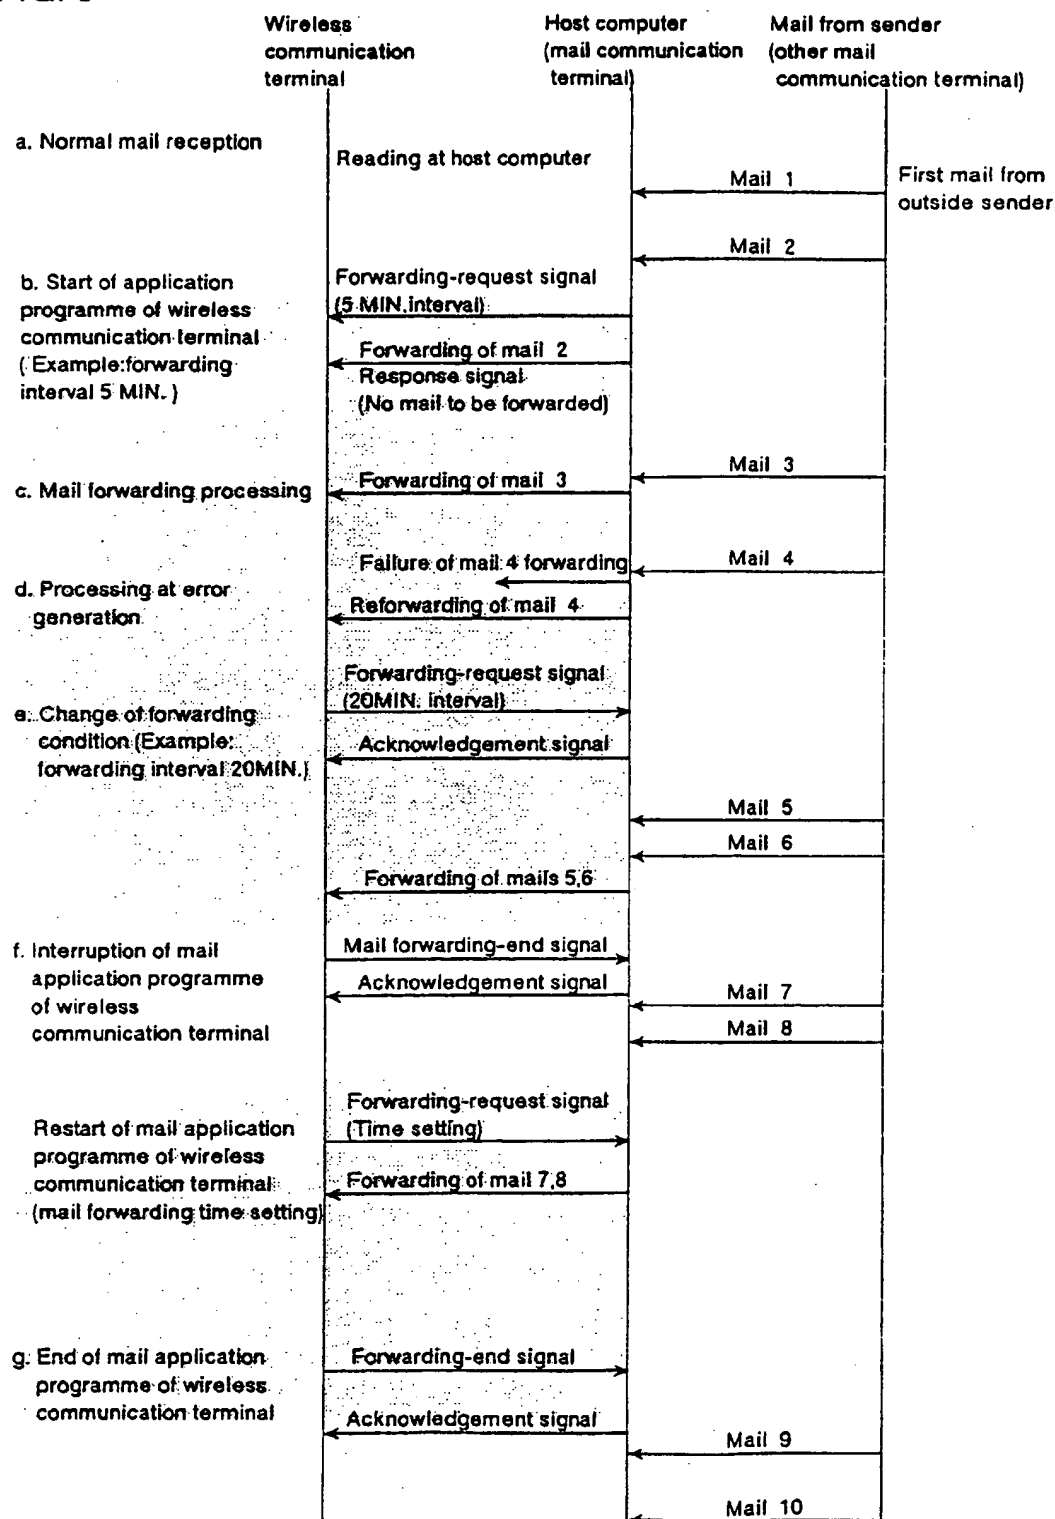 Wireless
communication
terminal
Host computer
(mail communication
terminal)
Mail from sender
(other mail
communication terminal)
a. Normal mail reception
Reading at host computer
Mail 1
First mail from
outside sender
Mail 2
b. Start of application
programme of wireless
communication terminal
(Example:forwarding
interval 5 MIN.)
Forwarding-request signal
(5 MIN.interval)
Forwarding of mail 2
Response signal
(No mail to be forwarded)
Mail 3
c. Mail forwarding processing
Forwarding of mail 3
Failure of mail 4 forwarding
Mail 4
d. Processing at error
generation
Reforwarding of mail 4
Forwarding-request signal
(20MIN. interval)
e. Change of forwarding
condition (Example:
forwarding interval 20MIN.)
Acknowledgement signal
Mail 5
Mail 6
Forwarding of mails 5,6
f. Interruption of mail
application programme
of wireless
communication terminal
Mail forwarding-end signal
Acknowledgement signal
Mail 7
Mail 8
Forwarding-request signal
(Time setting)
Restart of mail application
programme of wireless
communication terminal
(mail forwarding time setting)
Forwarding of mail 7,8
g. End of mail application
programme of wireless
communication terminal
Forwarding-end signal
Acknowledgement signal
Mail 9
Mail 10